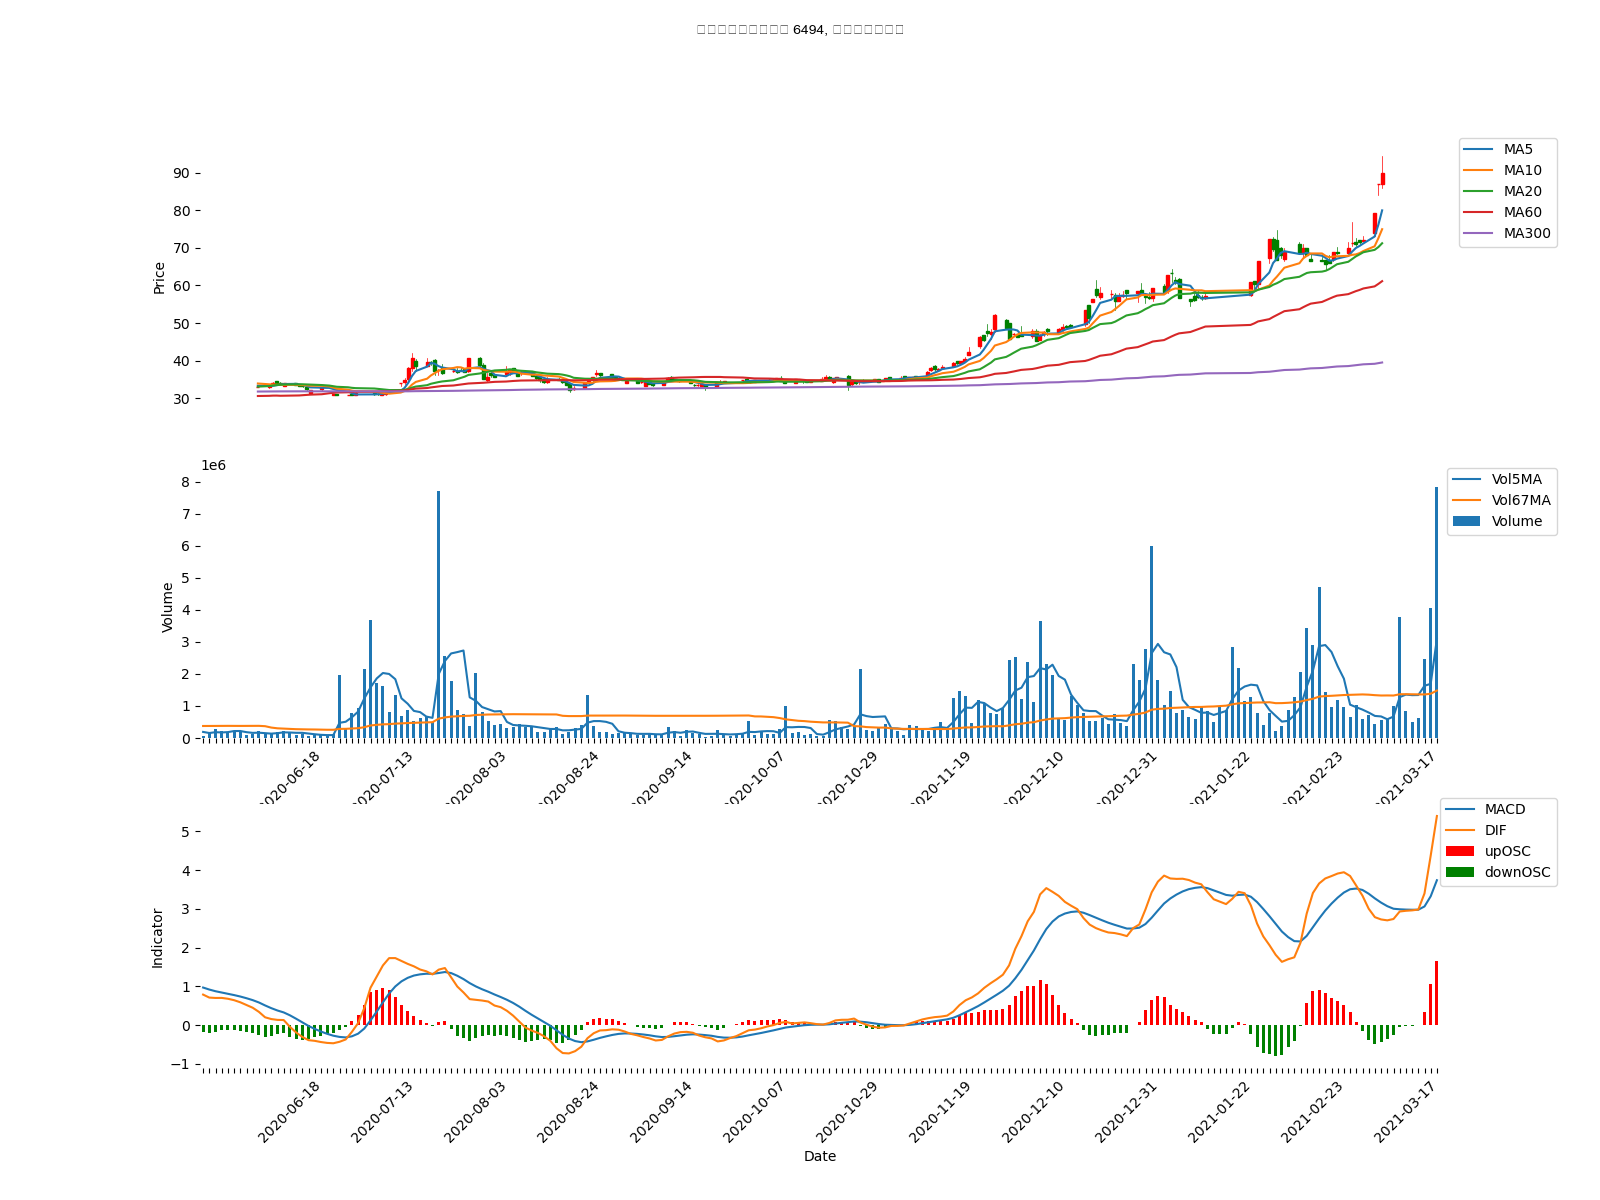 □□□□□□□□□□ 6494, □□□□□□□□
MA5
MA10
MA20
MA60
MA300
90
80
70
60
50
40
30
Price
1e6
Vol5MA
Vol67MA
Volume
8
7
6
5
4
3
2
1
0
Volume
2020-06-18
2020-07-13
2020-08-03
2020-08-24
2020-09-14
2020-10-07
2020-10-29
2020-11-19
2020-12-10
2020-12-31
2021-01-22
2021-02-23
2021-03-17
MACD
DIF
upOSC
downOSC
5
4
3
2
1
0
−1
Indicator
2020-06-18
2020-07-13
2020-08-03
2020-08-24
2020-09-14
2020-10-07
2020-10-29
2020-11-19
2020-12-10
2020-12-31
2021-01-22
2021-02-23
2021-03-17
Date